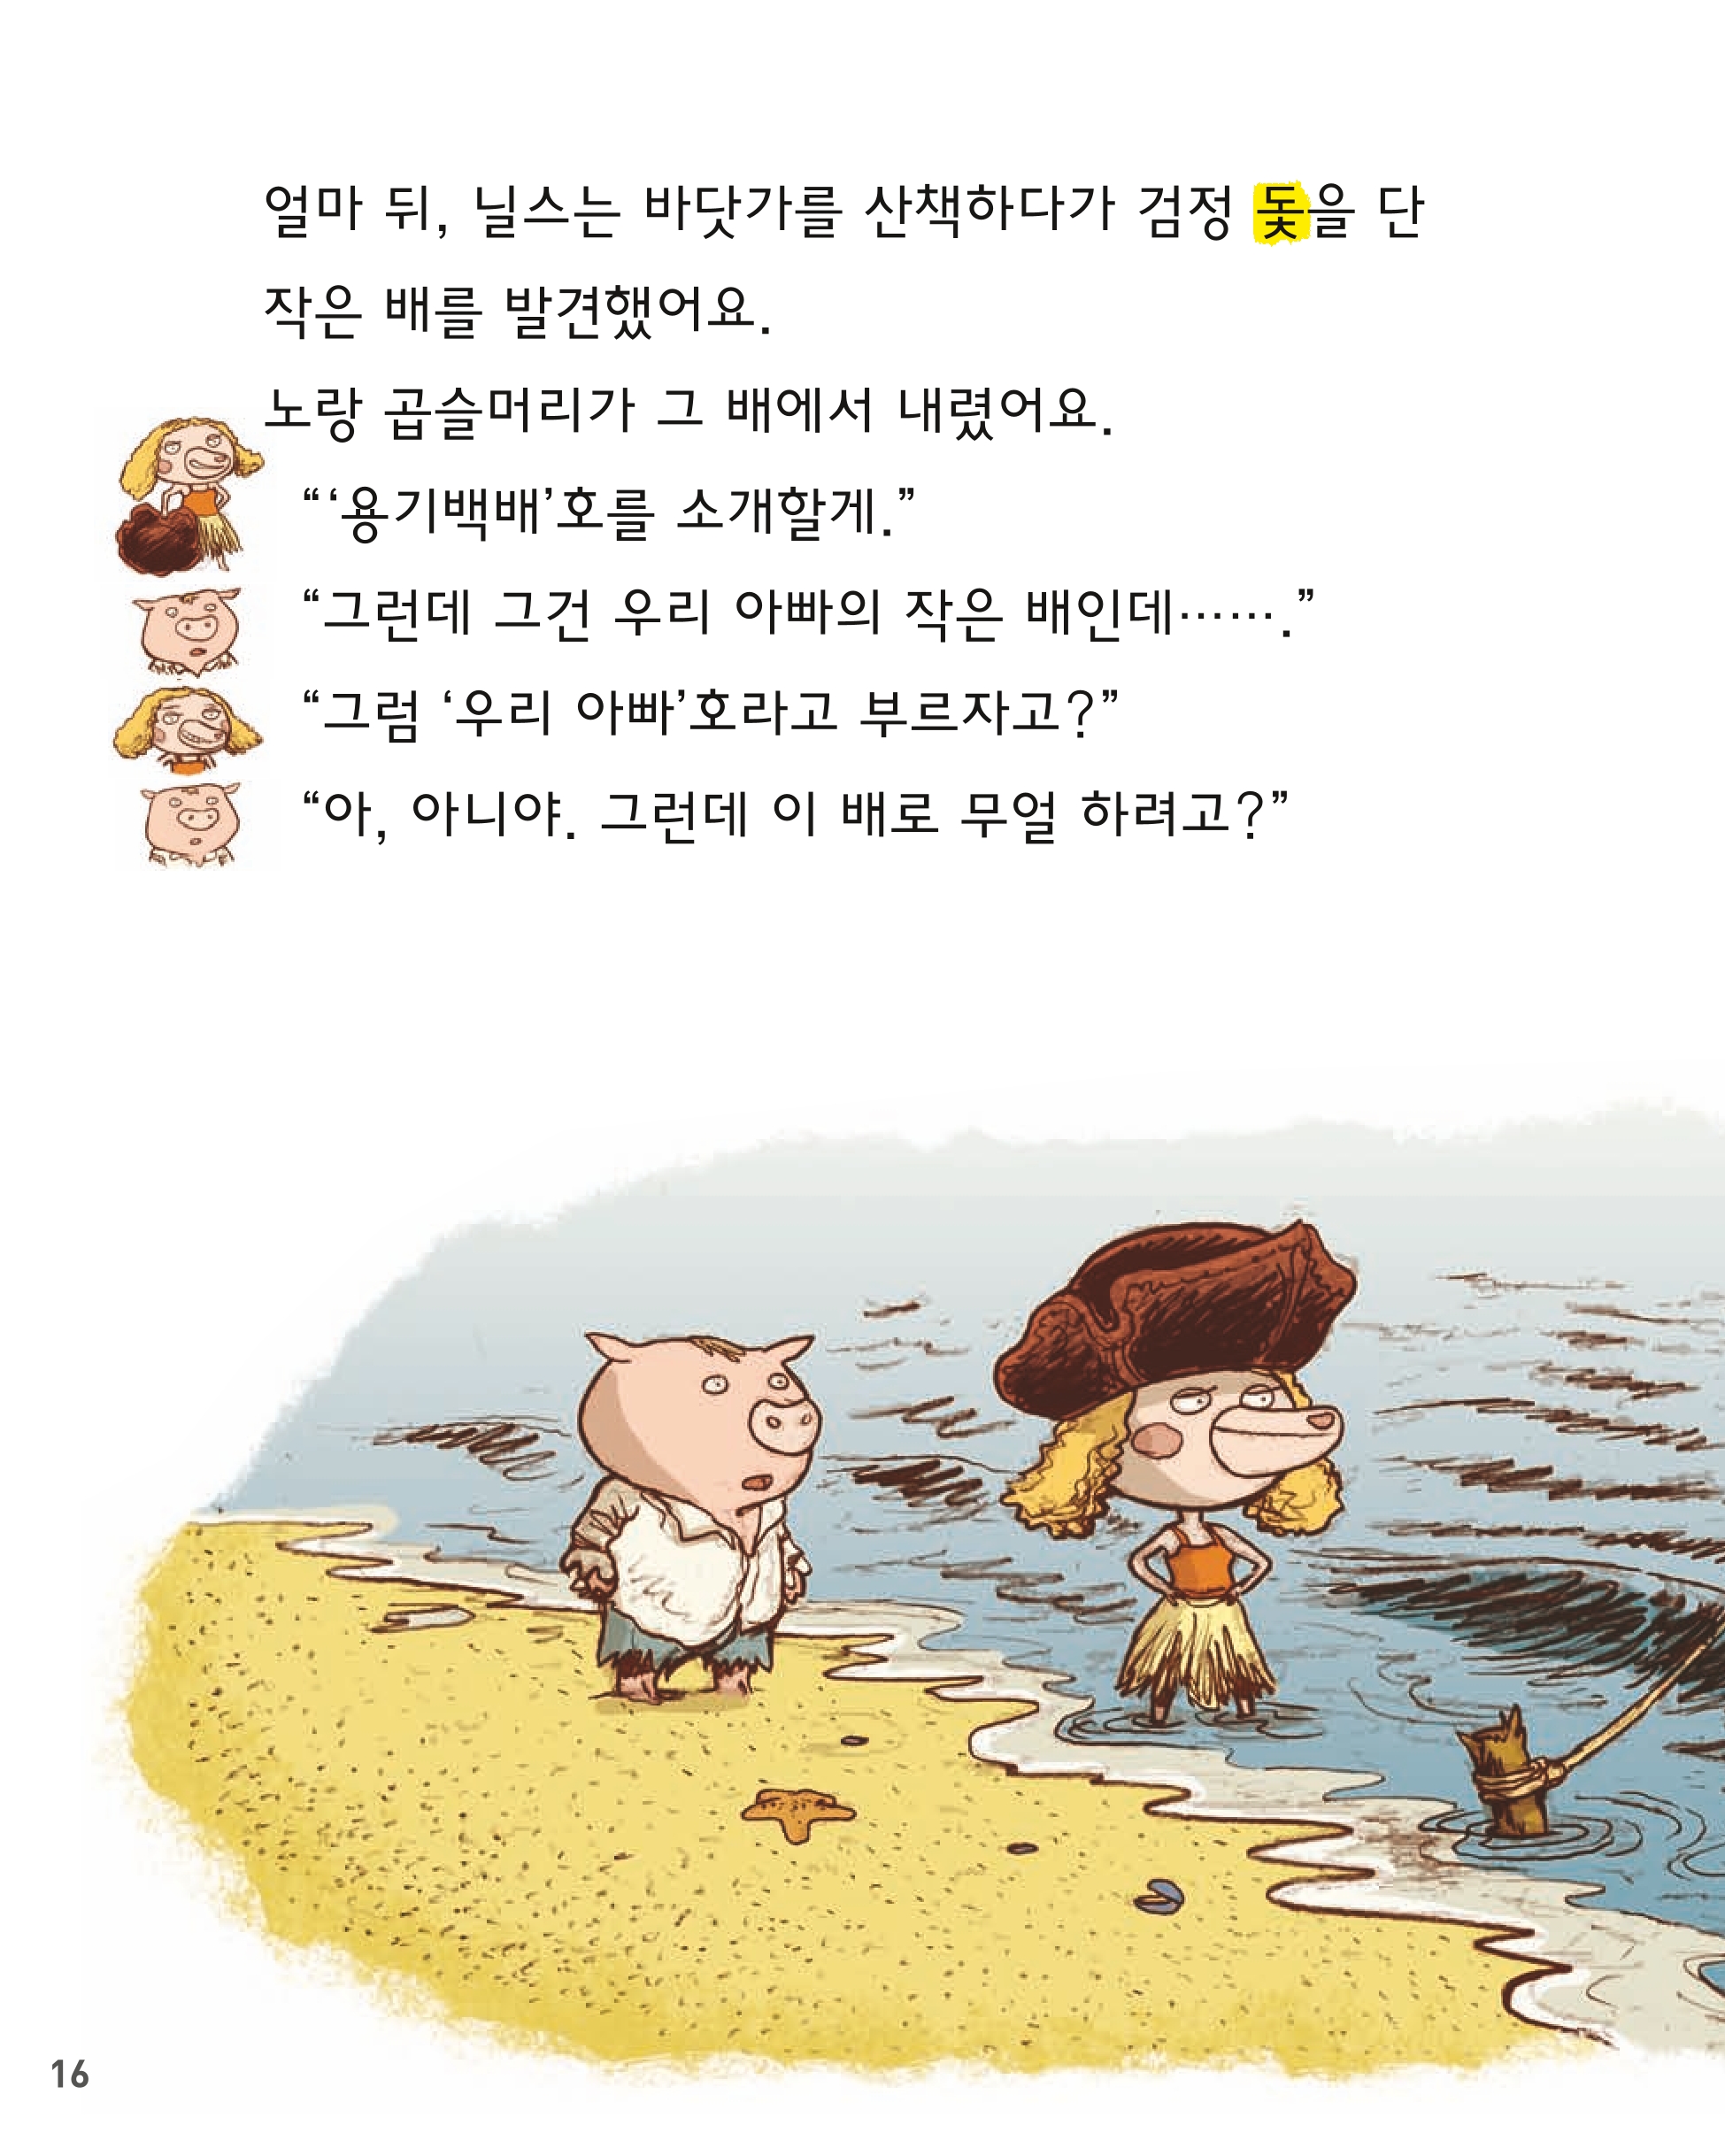 얼마 뒤, 닐스는 바닷가를 산책하다가 검정 돛을 단
작은 배를 발견했어요.
노랑 곱슬머리가 그 배에서 내렸어요.
“‘용기백배’호를 소개할게.”
“그런데 그건 우리 아빠의 작은 배인데…….”
“그럼 ‘우리 아빠’호라고 부르자고?”
“아, 아니야. 그런데 이 배로 무얼 하려고?”
16